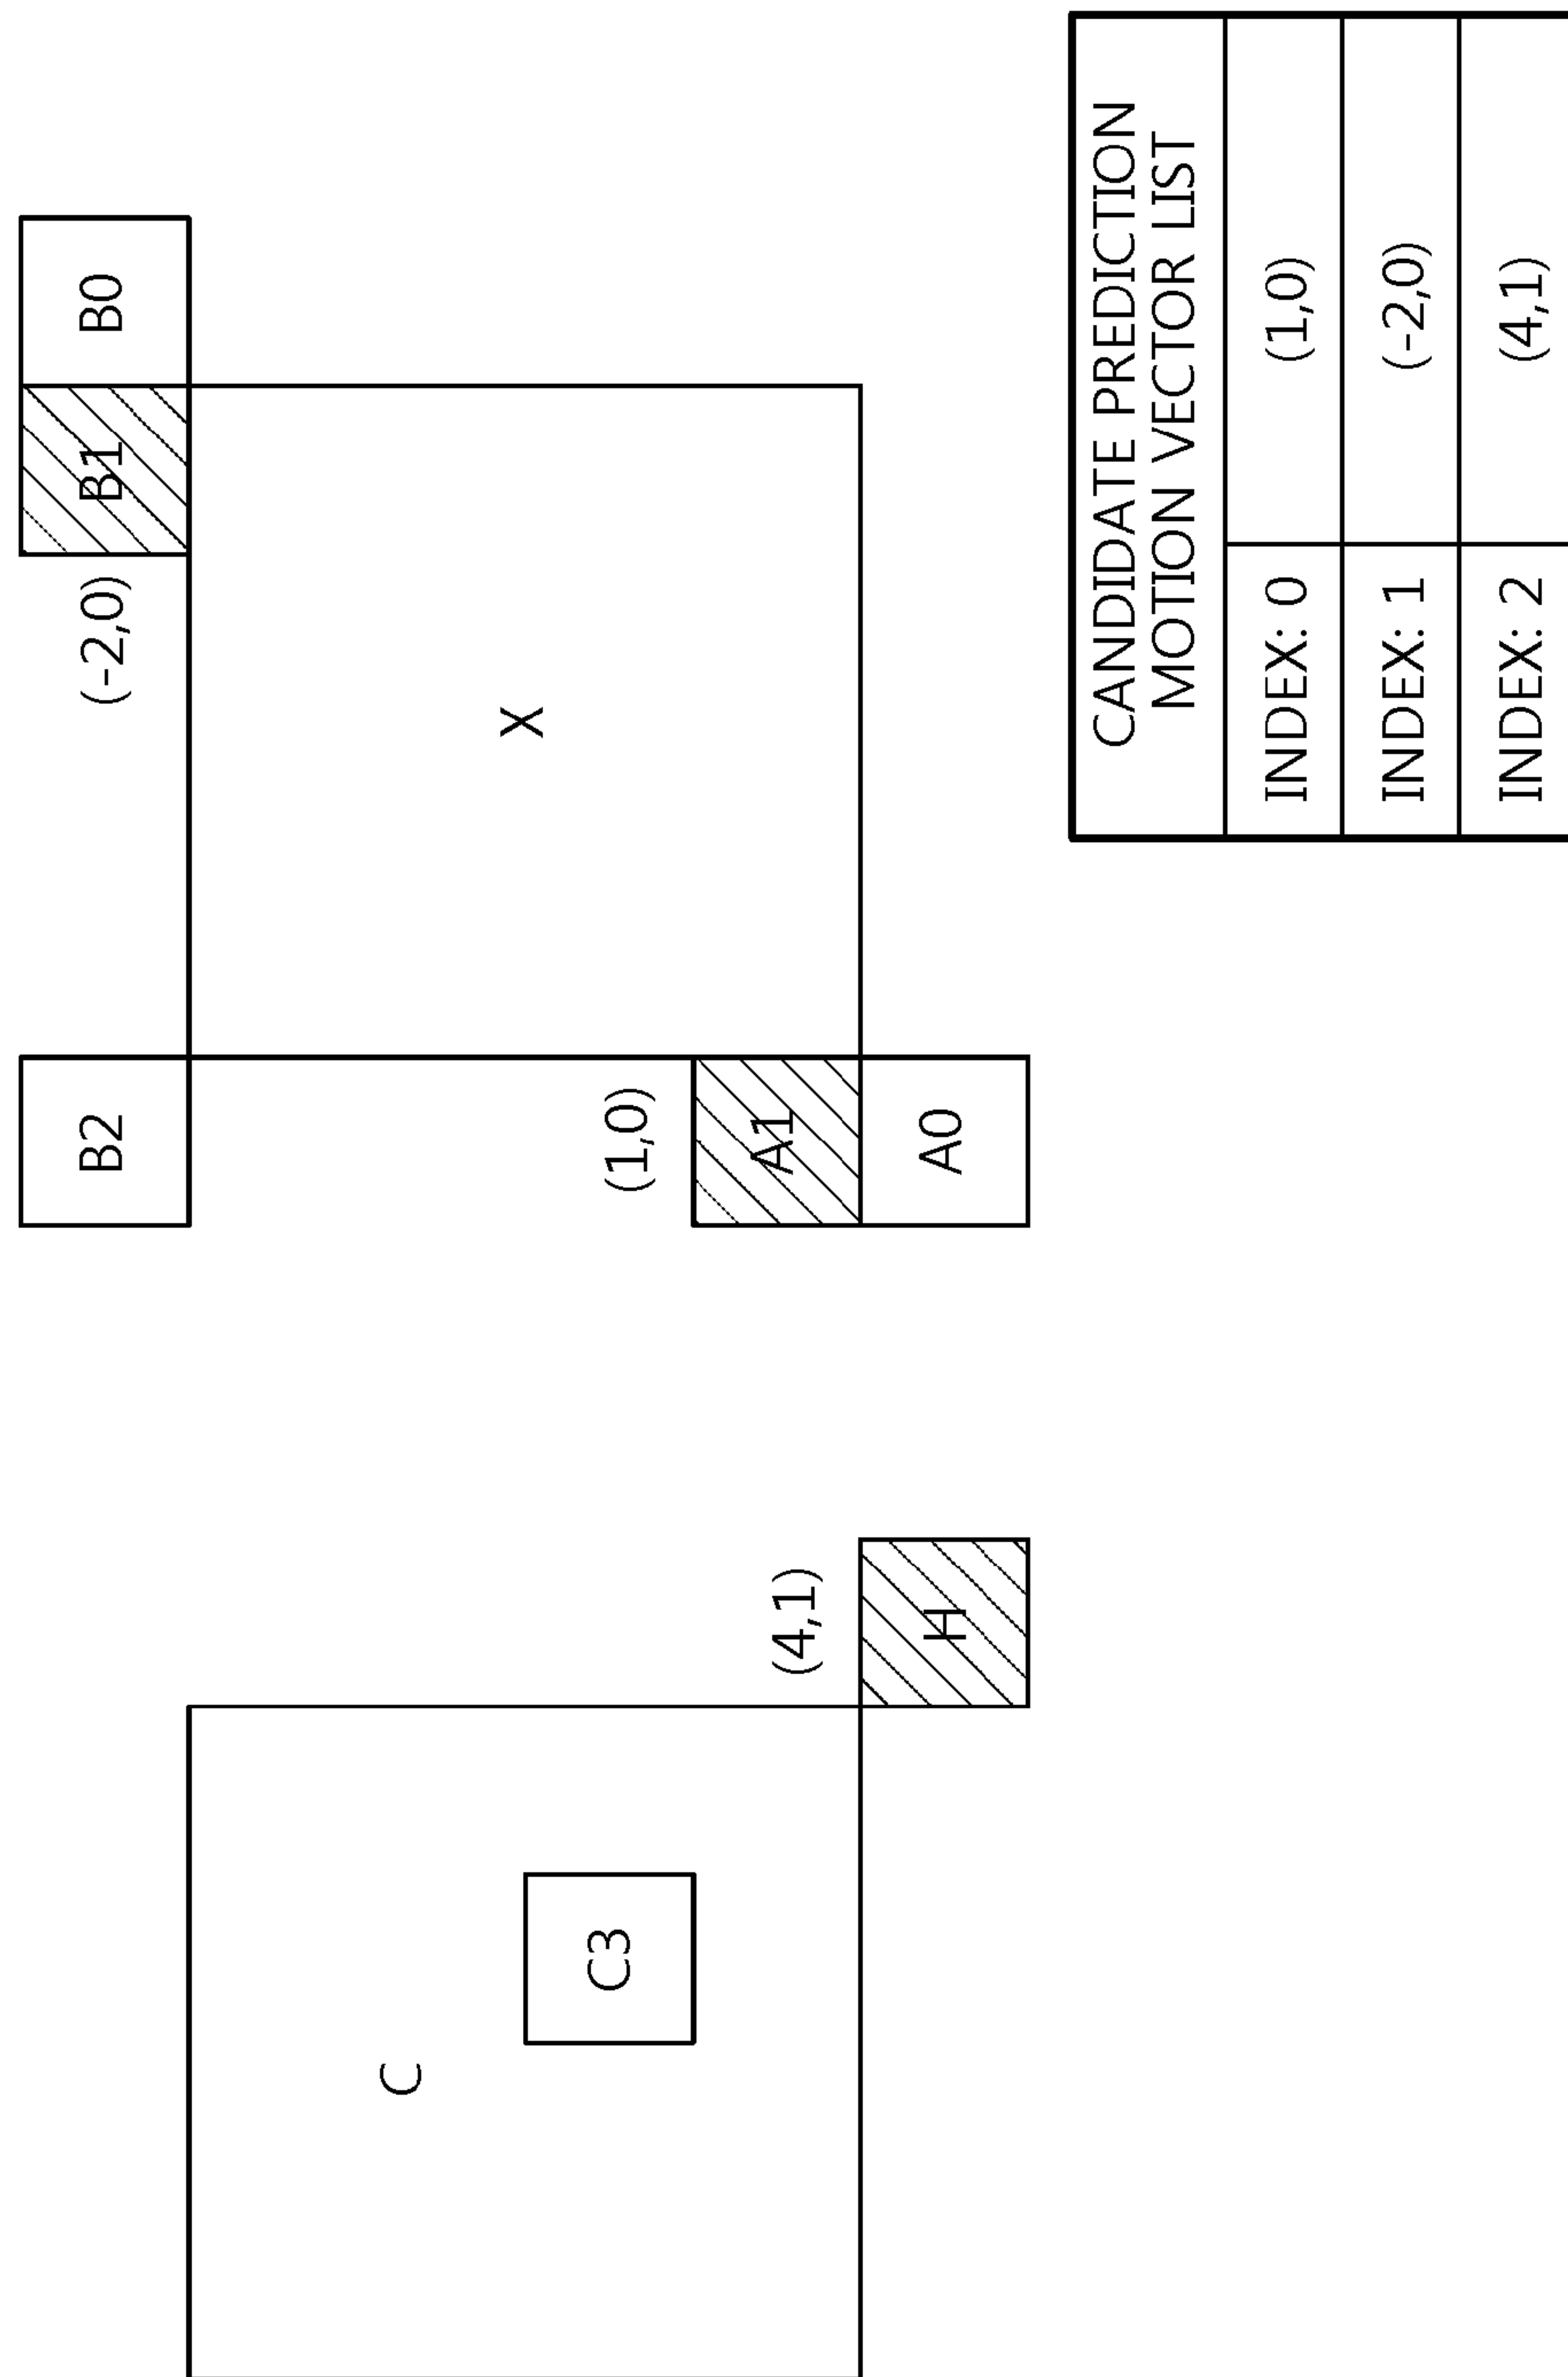 B2
(-2,0)
B1
B0
C
X
C3
(1,0)
A1
(4,1)
H
A0
CANDIDATE PREDICTION
MOTION VECTOR LIST
INDEX: 0
(1,0)
INDEX: 1
(-2,0)
INDEX: 2
(4,1)